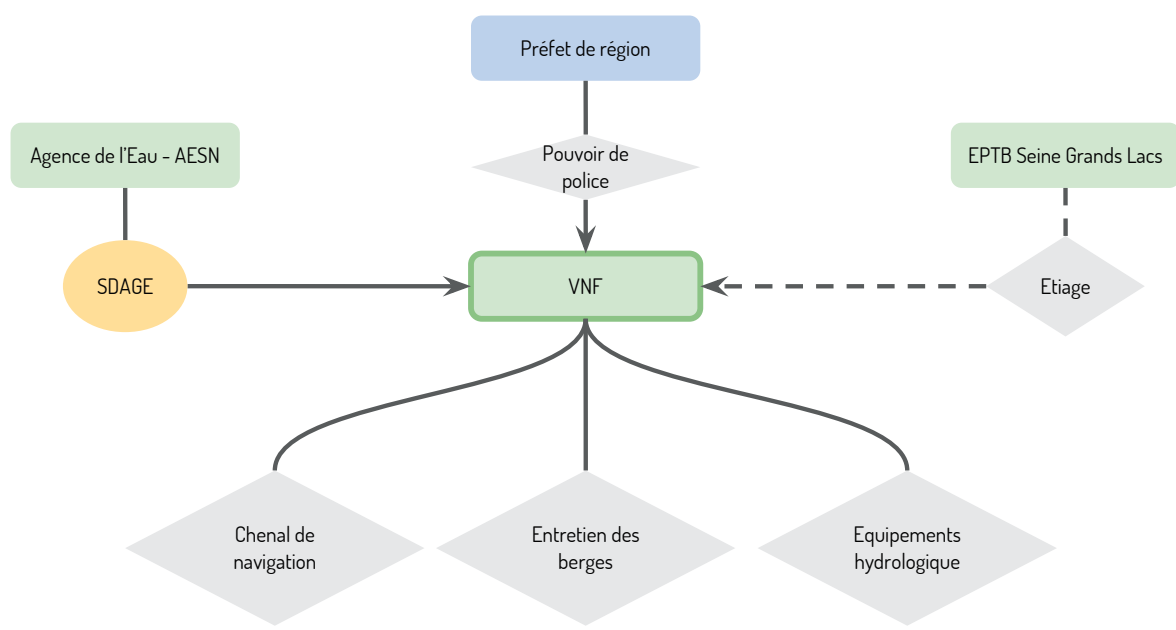 Préfet de région
Agence de l'Eau - AESN
Pouvoir de
police
EPTB Seine Grands Lacs
SDAGE
VNF
Etiage
Chenal de
navigation
Entretien des
berges
Equipements
hydrologique